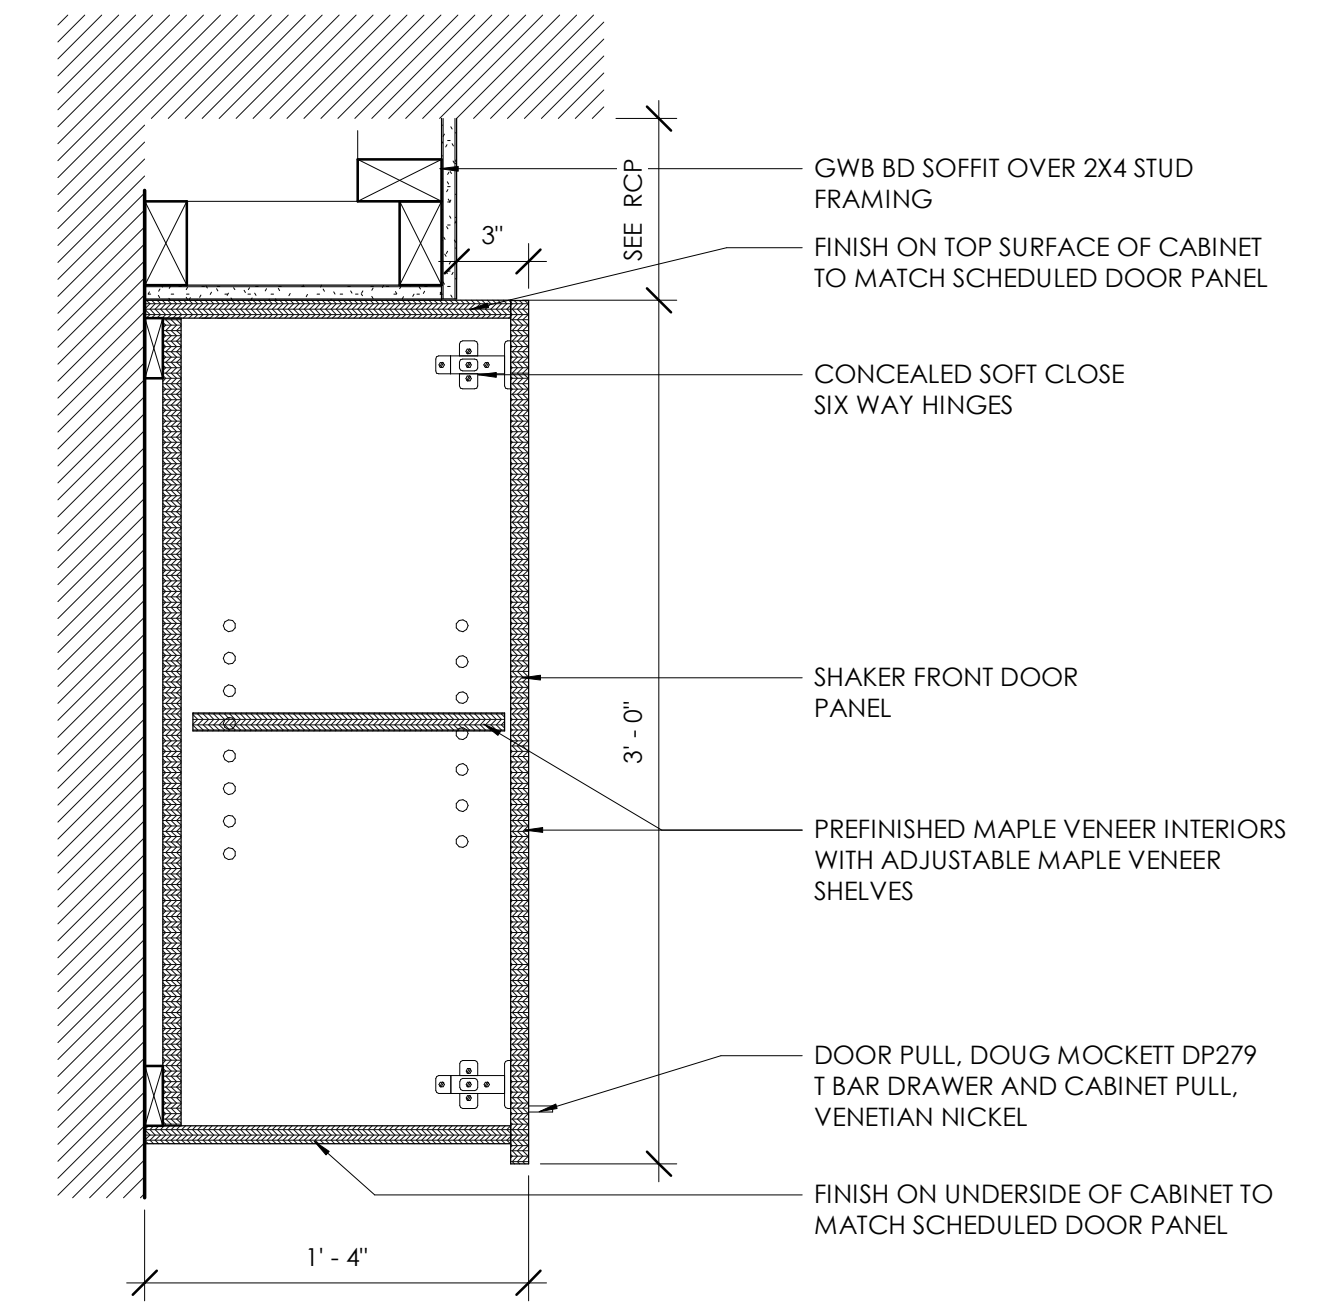 GWB BD SOFFIT OVER 2X4 STUD
FRAMING
SEE RCP
3"
FINISH ON TOP SURFACE OF CABINET
TO MATCH SCHEDULED DOOR PANEL
CONCEALED SOFT CLOSE
SIX WAY HINGES
SHAKER FRONT DOOR
PANEL
3' - 0"
PREFINISHED MAPLE VENEER INTERIORS
WITH ADJUSTABLE MAPLE VENEER
SHELVES
DOOR PULL, DOUG MOCKETT DP279
T BAR DRAWER AND CABINET PULL,
VENETIAN NICKEL
FINISH ON UNDERSIDE OF CABINET TO
MATCH SCHEDULED DOOR PANEL
1' - 4"